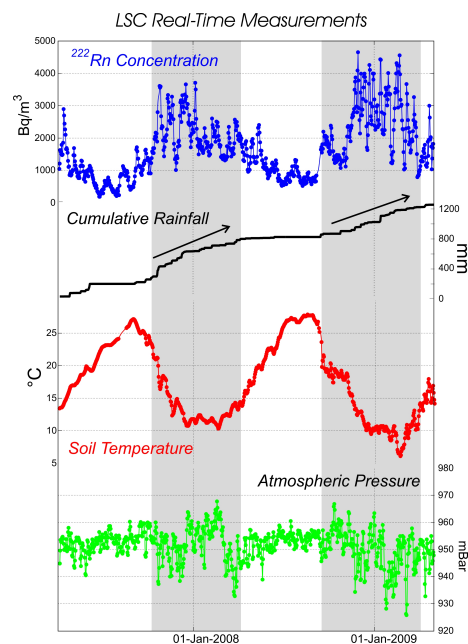 LSC Real-Time Measurements
5000
4000
3000
2000
1000
0
Bq/m³
²²²Rn Concentration
Cumulative Rainfall
1200
800
400
0
mm
25
20
15
10
5
°C
Soil Temperature
Atmospheric Pressure
980
970
960
950
940
930
920
mBar
01-Jan-2008
01-Jan-2009